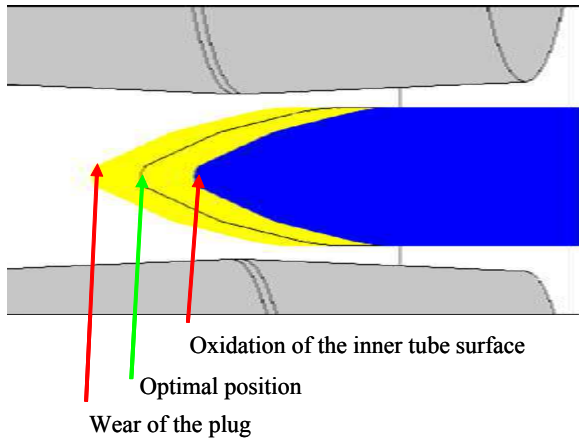 Oxidation of the inner tube surface
Optimal position
Wear of the plug